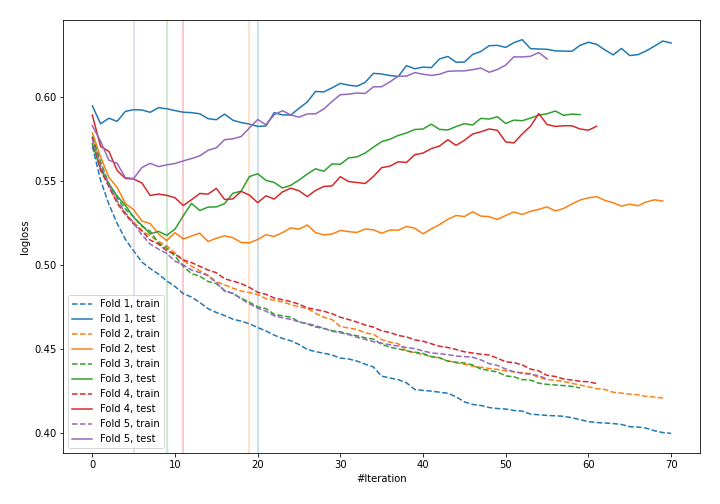 0.60
0.55
0.50
0.45
0.40
logloss
Fold 1, train
Fold 1, test
Fold 2, train
Fold 2, test
Fold 3, train
Fold 3, test
Fold 4, train
Fold 4, test
Fold 5, train
Fold 5, test
0 10 20 30 40 50 60 70
#Iteration